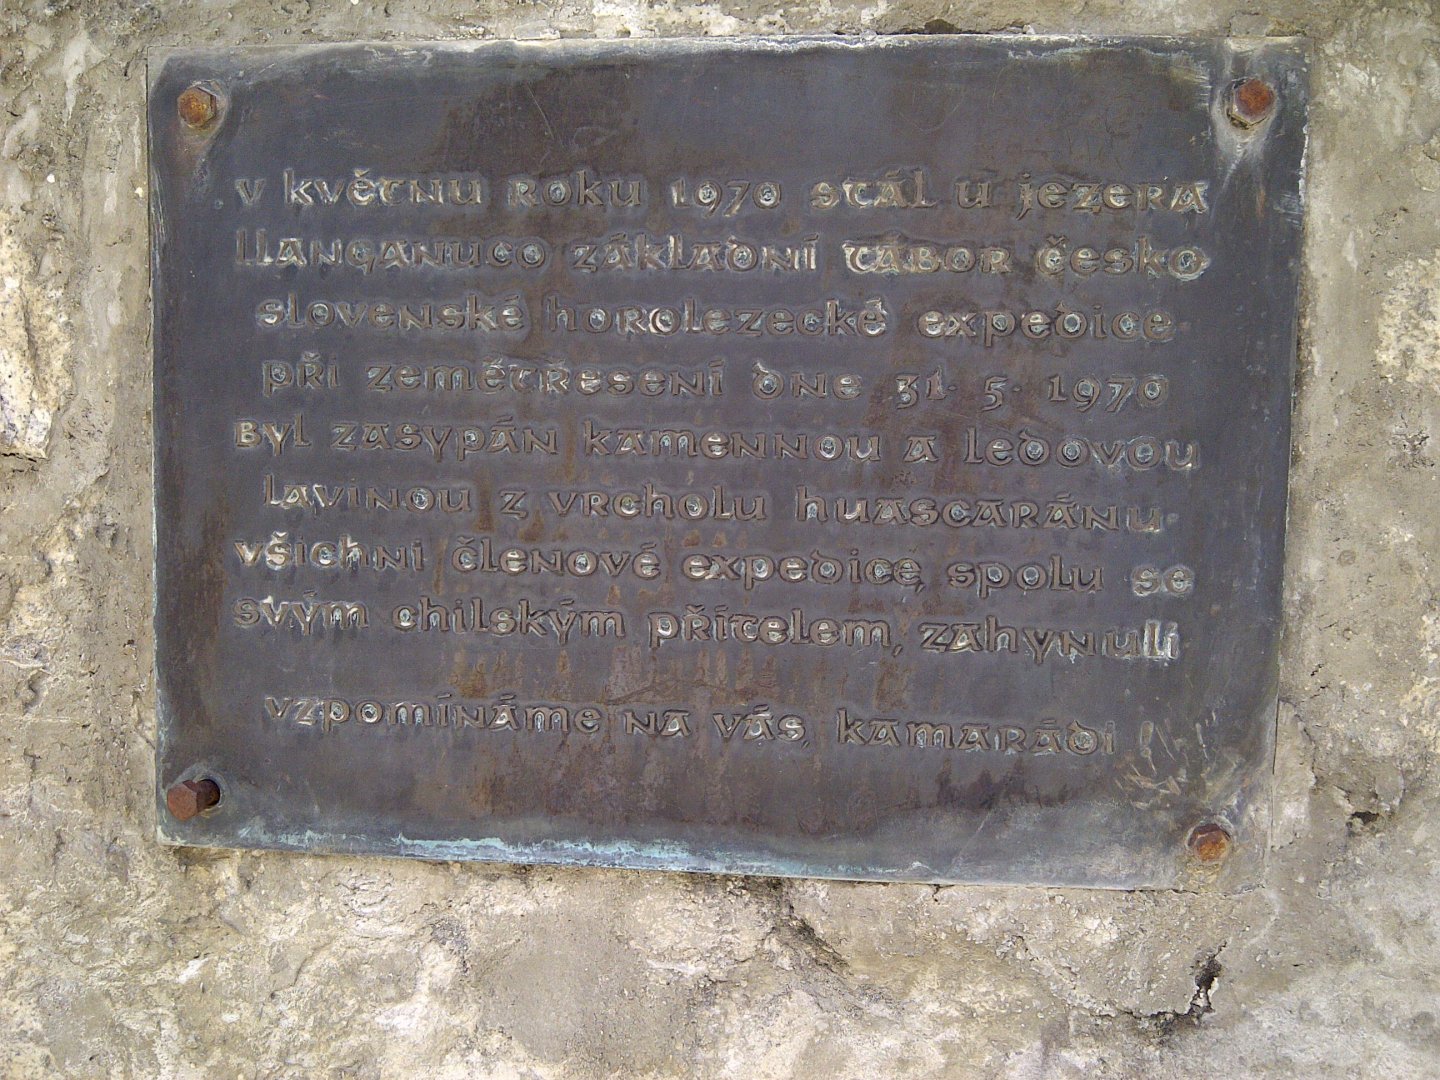 V KVĚTNU ROKU 1970 STÁL U JEZERA
LLANGANUCO ZÁKLADNÍ TÁBOR ČESKO
SLOVENSKÉ HOROLEZECKÉ EXPEDICE.
PŘI ZEMĚTŘESENÍ DNE 31. 5. 1970
BYL ZASYPÁN KAMENNOU A LEDOVOU
LAVINOU Z VRCHOLU HUASCARÁNU.
VŠICHNI ČLENOVÉ EXPEDICE, SPOLU SE
SVÝM CHILSKÝM PŘÍTELEM, ZAHYNULI.
VZPOMÍNÁME NA VÁS, KAMARÁDI!